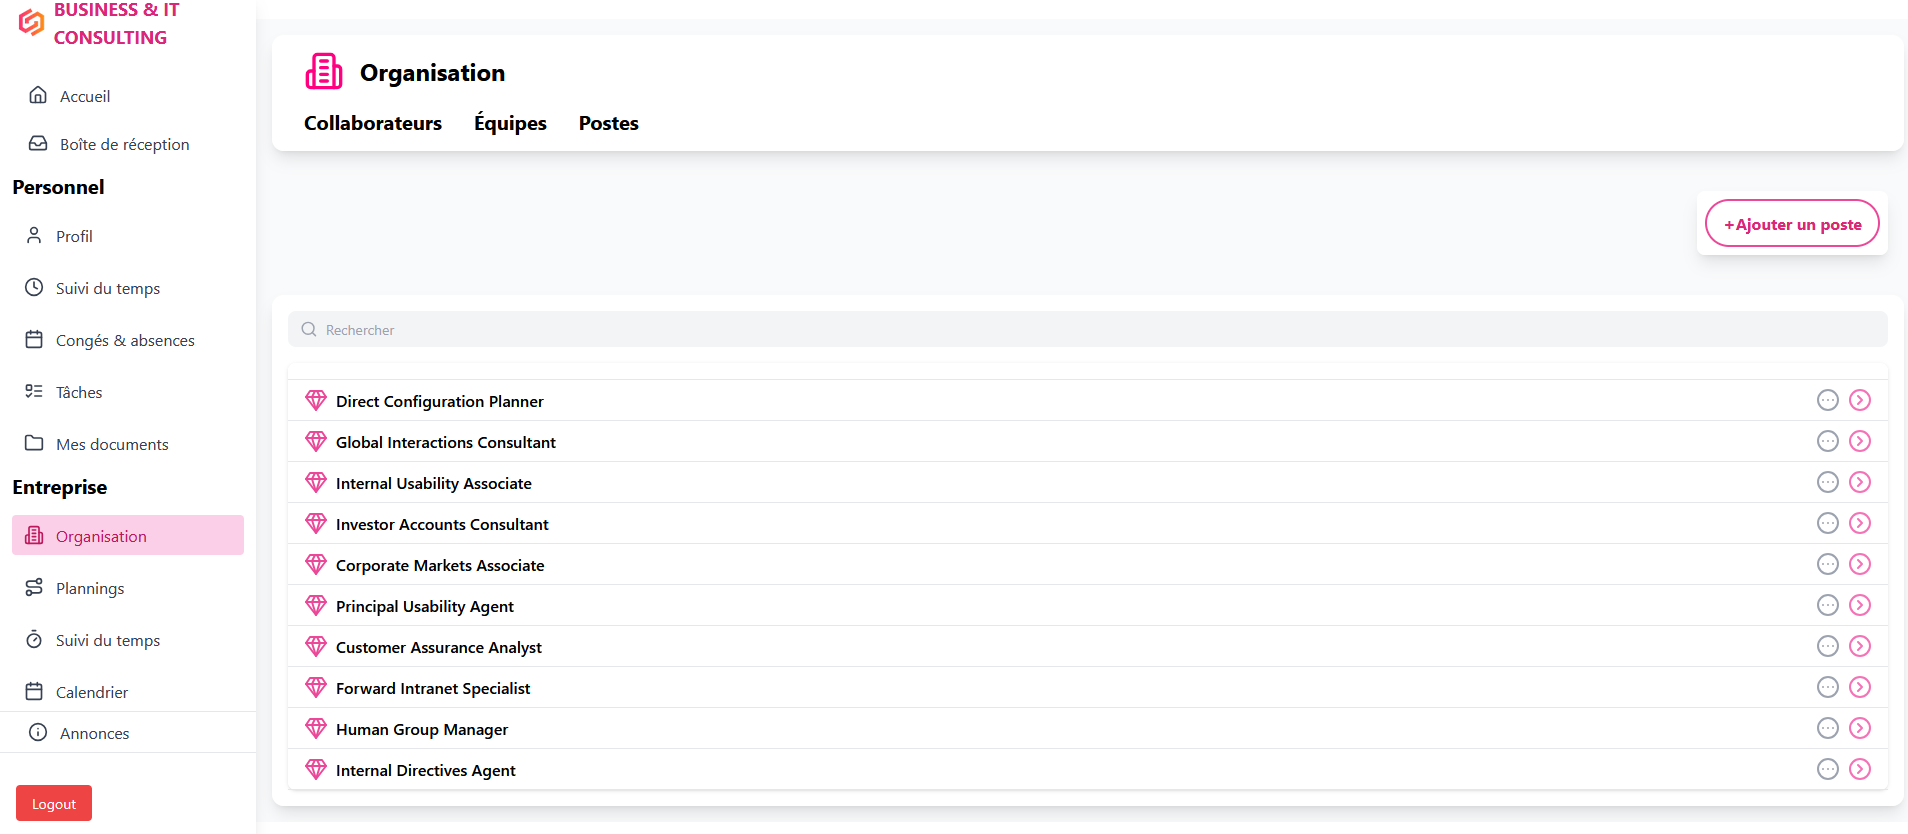 BUSINESS & IT
CONSULTING
Accueil
Boîte de réception
Personnel
Profil
Suivi du temps
Congés & absences
Tâches
Mes documents
Entreprise
Organisation
Plannings
Suivi du temps
Calendrier
Annonces
Logout
Organisation
Collaborateurs Équipes Postes
+Ajouter un poste
Rechercher
Direct Configuration Planner
Global Interactions Consultant
Internal Usability Associate
Investor Accounts Consultant
Corporate Markets Associate
Principal Usability Agent
Customer Assurance Analyst
Forward Intranet Specialist
Human Group Manager
Internal Directives Agent